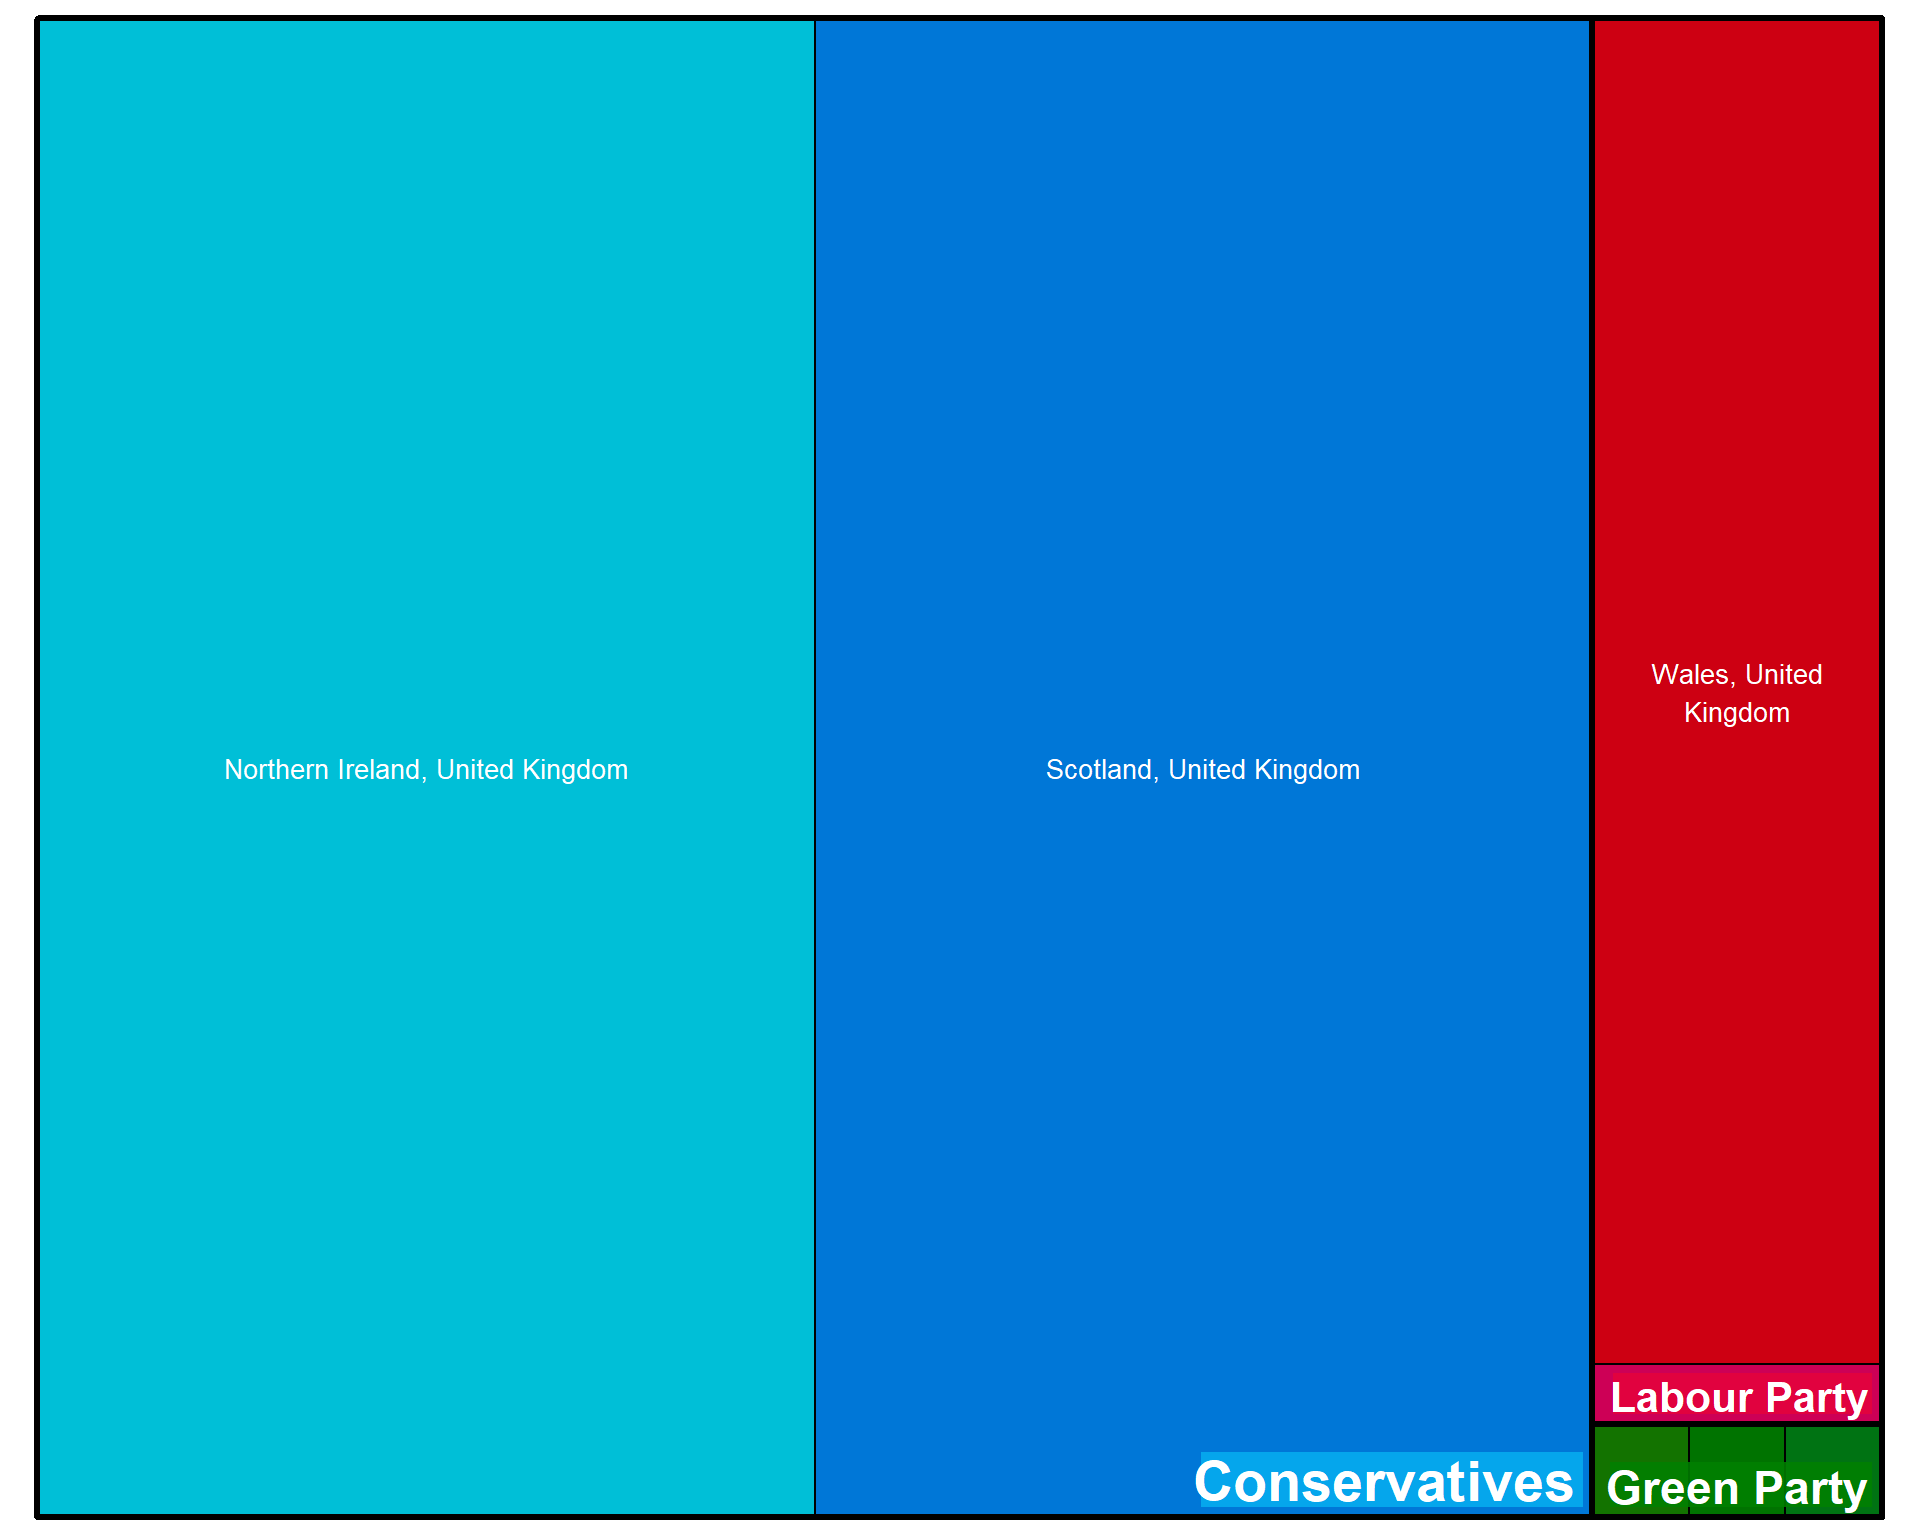 Wales, United
Kingdom
Northern Ireland, United Kingdom
Scotland, United Kingdom
Labour Party
Conservatives
Green Party